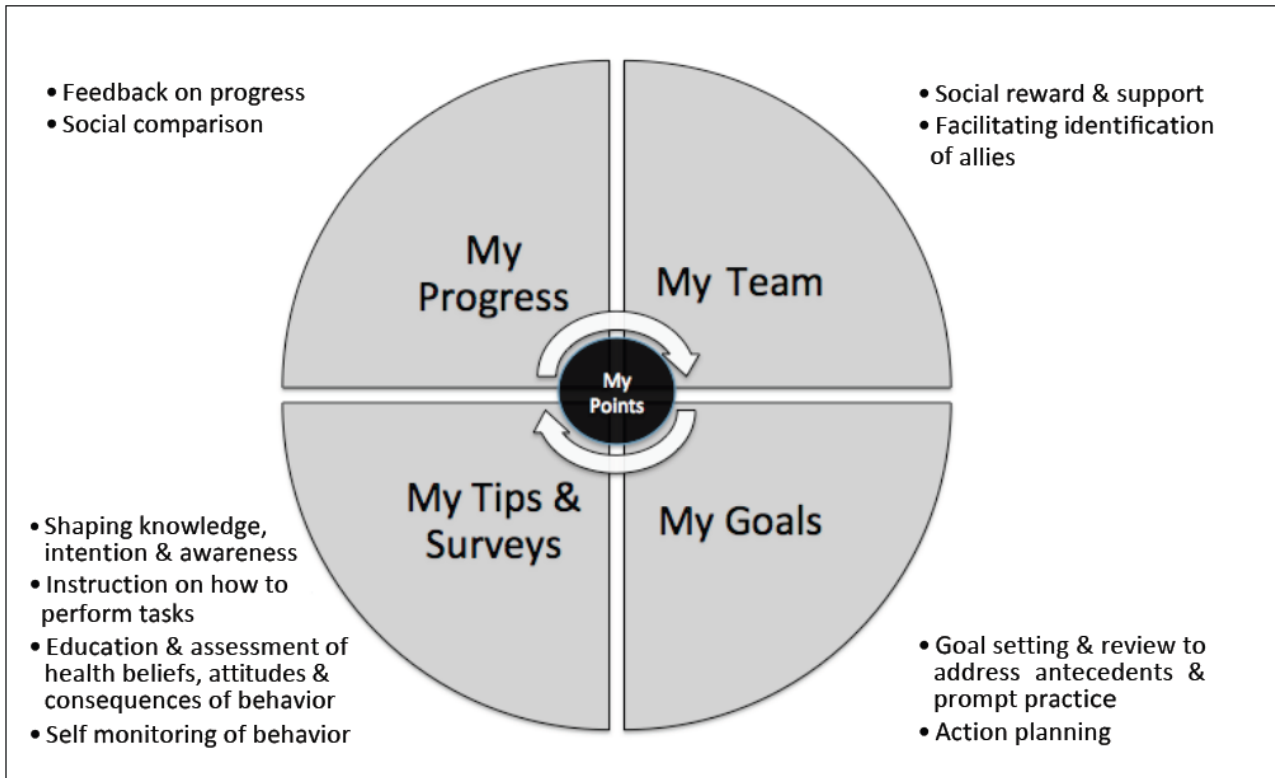 • Feedback on progress
• Social comparison
• Social reward & support
• Facilitating identification
of allies
My
Progress
My Team
My
Points
My Tips &
Surveys
My Goals
• Shaping knowledge,
intention & awareness
• Instruction on how to
perform tasks
• Education & assessment of
health beliefs, attitudes &
consequences of behavior
• Self monitoring of behavior
• Goal setting & review to
address antecedents &
prompt practice
• Action planning